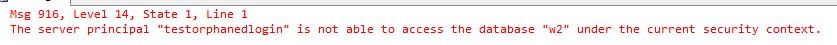 Msg 916, Level 14, State 1, Line 1
The server principal "testorphanedlogin" is not able to access the database "w2" under the current security context.